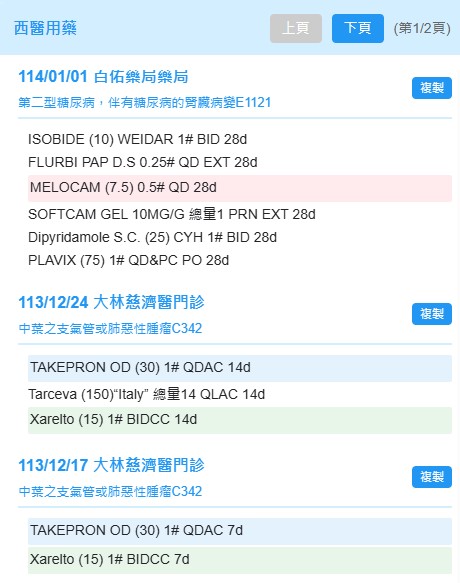 西醫用藥
上頁 下頁 (第1/2頁)
114/01/01 白佑藥局藥局
複製
第二型糖尿病，伴有糖尿病的腎臟病變E1121
ISOBIDE (10) WEIDAR 1# BID 28d
FLURBI PAP D.S 0.25# QD EXT 28d
MELOCAM (7.5) 0.5# QD 28d
SOFTCAM GEL 10MG/G 總量1 PRN EXT 28d
Dipyridamole S.C. (25) CYH 1# BID 28d
PLAVIX (75) 1# QD&PC PO 28d
113/12/24 大林慈濟醫門診
複製
中葉之支氣管或肺惡性腫瘤C342
TAKEPRON OD (30) 1# QDAC 14d
Tarceva (150)“Italy” 總量14 QLAC 14d
Xarelto (15) 1# BIDCC 14d
113/12/17 大林慈濟醫門診
複製
中葉之支氣管或肺惡性腫瘤C342
TAKEPRON OD (30) 1# QDAC 7d
Xarelto (15) 1# BIDCC 7d